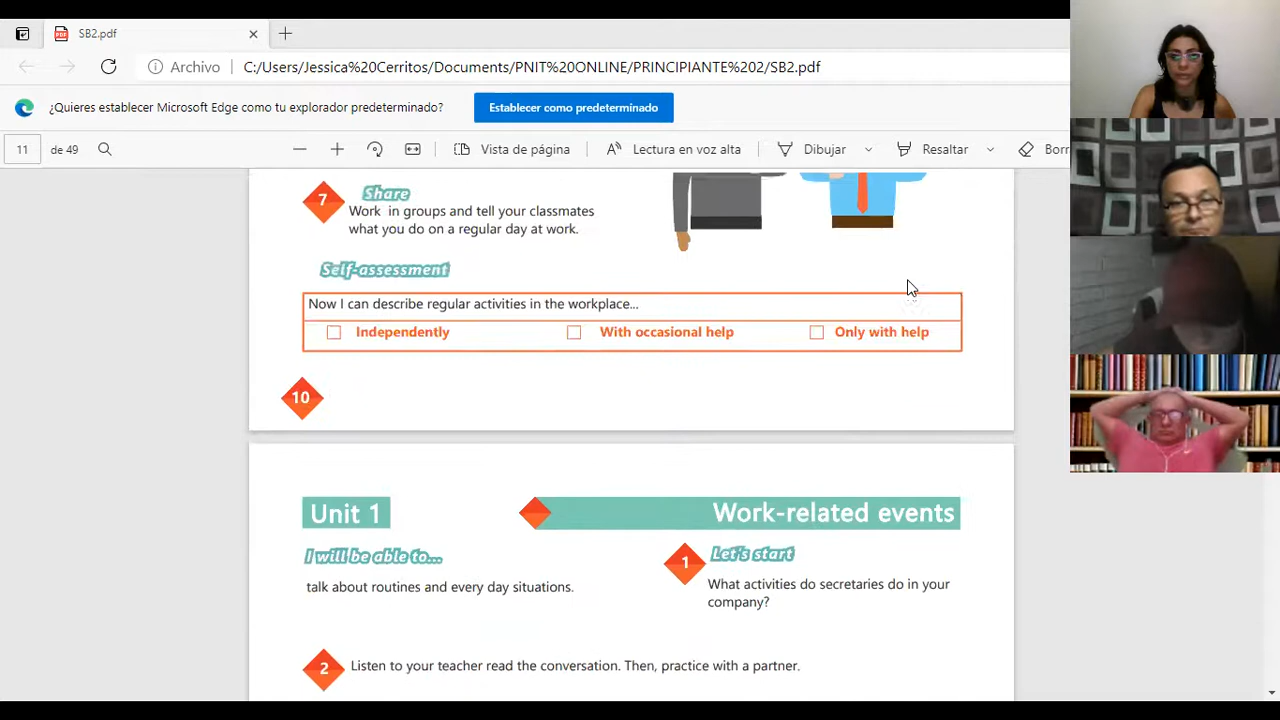 SB2.pdf
Archivo C:/Users/Jessica%20Cerritos/Documents/PNIT%20ONLINE/PRINCIPIANTE%202/SB2.pdf
¿Quieres establecer Microsoft Edge como tu explorador predeterminado? Establecer como predeterminado
11 de 49 Vista de página Lectura en voz alta Dibujar Resaltar Borr
7 Share
Work in groups and tell your classmates
what you do on a regular day at work.
Self-assessment
Now I can describe regular activities in the workplace...
Independently With occasional help Only with help
10
Unit 1 Work-related events
I will be able to...
talk about routines and every day situations.
1 Let's start
What activities do secretaries do in your
company?
2 Listen to your teacher read the conversation. Then, practice with a partner.